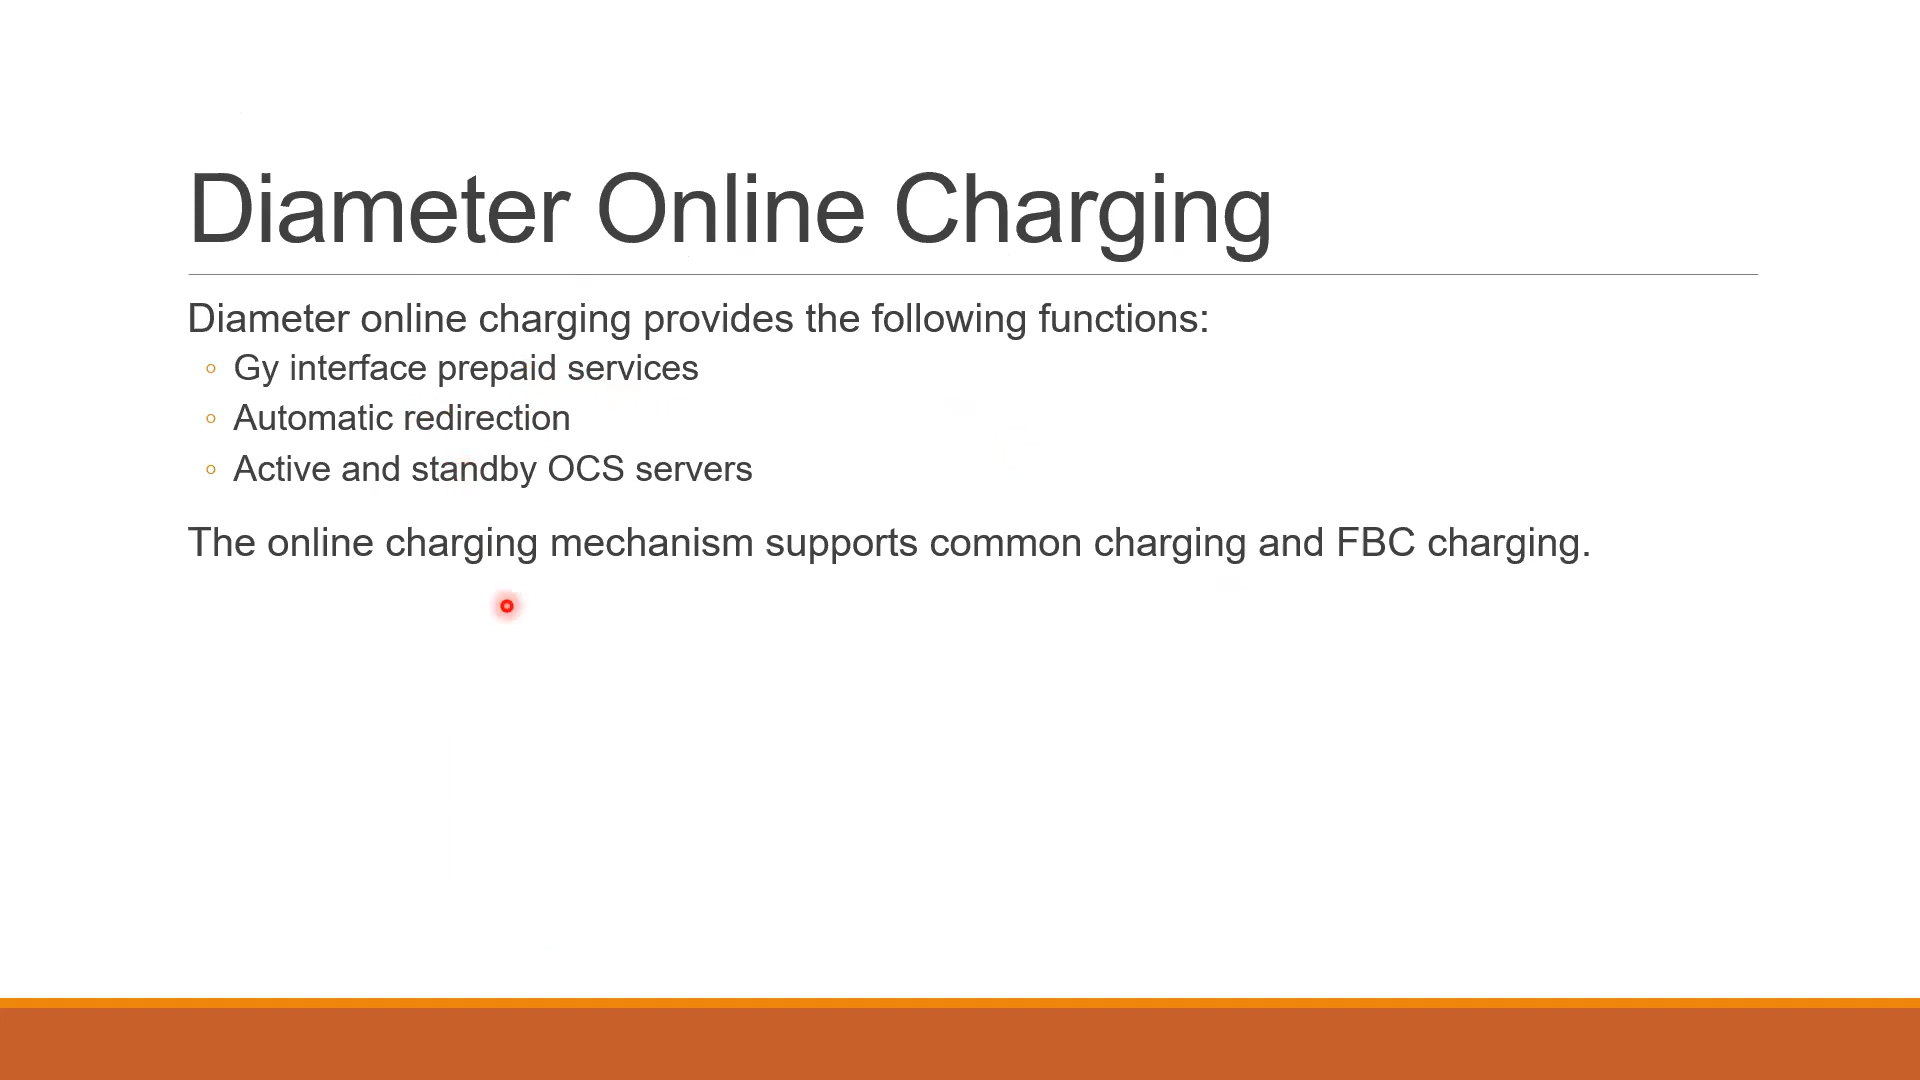 Diameter Online Charging
Diameter online charging provides the following functions:
Gy interface prepaid services
Automatic redirection
Active and standby OCS servers
The online charging mechanism supports common charging and FBC charging.